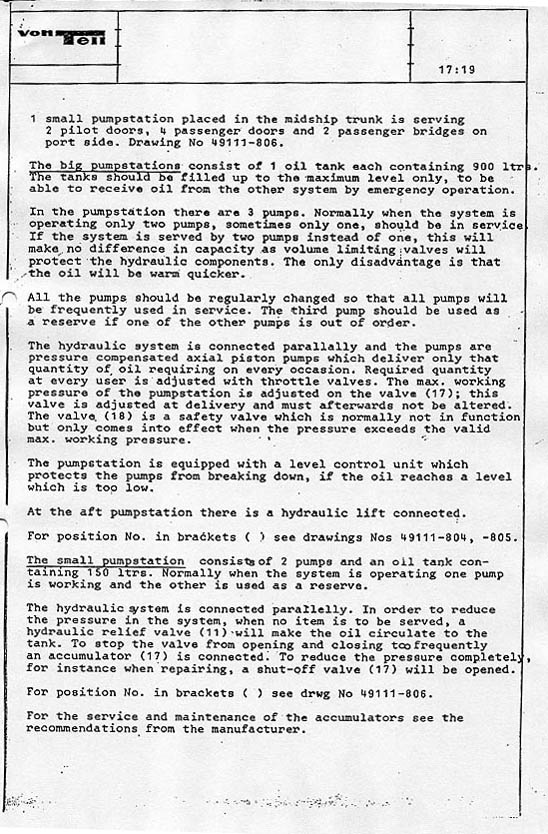 von
Tell
17:19
1 small pumpstation placed in the midship trunk is serving
2 pilot doors, 4 passenger doors and 2 passenger bridges on
port side. Drawing No 49111-806.
The big pumpstations consist of 1 oil tank each containing 900 ltrs.
The tanks should be filled up to the maximum level only, to be
able to receive oil from the other system by emergency operation.
In the pumpstation there are 3 pumps. Normally when the system is
operating only two pumps, sometimes only one, should be in service
If the system is served by two pumps instead of one, this will
make no difference in capacity as volume limiting valves will
protect the hydraulic components. The only disadvantage is that
the oil will be warm quicker.
All the pumps should be regularly changed so that all pumps will
be frequently used in service. The third pump should be used as
a reserve if one of the other pumps is out of order.
The hydraulic system is connected parallally and the pumps are
pressure compensated axial piston pumps which deliver only that
quantity of oil requiring on every occasion. Required quantity
at every user is adjusted with throttle valves. The max. working
pressure of the pumpstation is adjusted on the valve (17); this
valve is adjusted at delivery and must afterwards not be altered.
The valve (18) is a safety valve which is normally not in function
but only comes into effect when the pressure exceeds the valid
max. working pressure.
The pumpstation is equipped with a level control unit which
protects the pumps from breaking down, if the oil reaches a level
which is too low.
At the aft pumpstation there is a hydraulic lift connected.
For position No. in brackets ( ) see drawings Nos 49111-804, -805.
The small pumpstation consists of 2 pumps and an oil tank con-
taining 150 ltrs. Normally when the system is operating one pump
is working and the other is used as a reserve.
The hydraulic system is connected parallelly. In order to reduce
the pressure in the system, when no item is to be served, a
hydraulic relief valve (11) will make the oil circulate to the
tank. To stop the valve from opening and closing too frequently
an accumulator (17) is connected. To reduce the pressure completely,
for instance when repairing, a shut-off valve (17) will be opened.
For position No. in brackets ( ) see drwg No 49111-806.
For the service and maintenance of the accumulators see the
recommendations from the manufacturer.